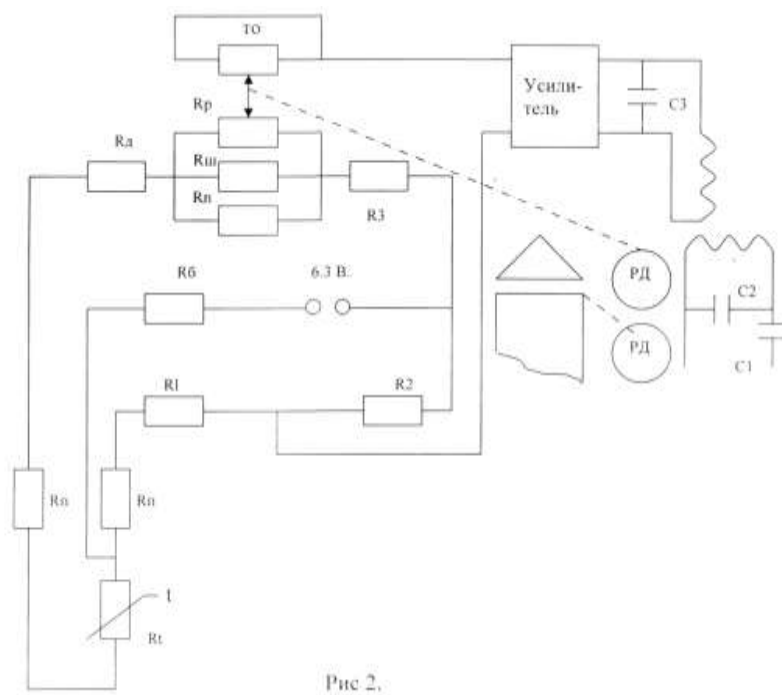 ТО
Усили-
тель
С3
Rр
Rд
Rш
Rп
R3
Rб
6.3 В.
РД
С2
РД
С1
R1
R2
Rп
Rп
t
Rt
Рис 2.